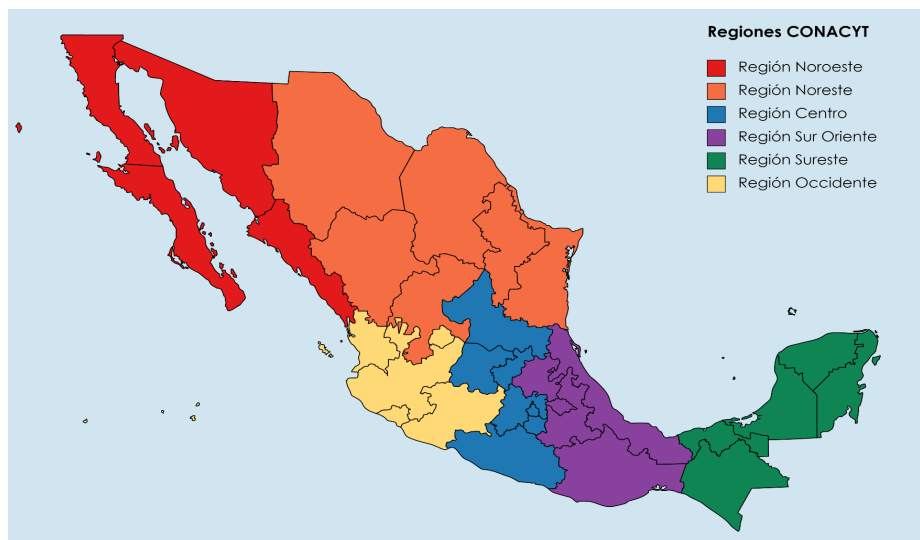 Regiones CONACYT
Región Noroeste
Región Noreste
Región Centro
Región Sur Oriente
Región Sureste
Región Occidente